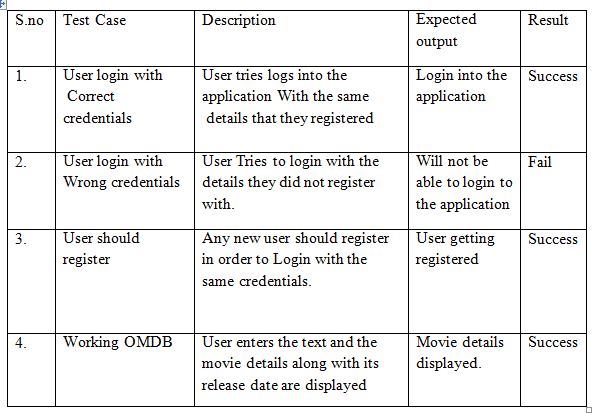 S.no Test Case Description Expected output Result
1. User login with Correct credentials User tries logs into the application With the same details that they registered Login into the application Success
2. User login with Wrong credentials User Tries to login with the details they did not register with. Will not be able to login to the application Fail
3. User should register Any new user should register in order to Login with the same credentials. User getting registered Success
4. Working OMDB User enters the text and the movie details along with its release date are displayed Movie details displayed. Success